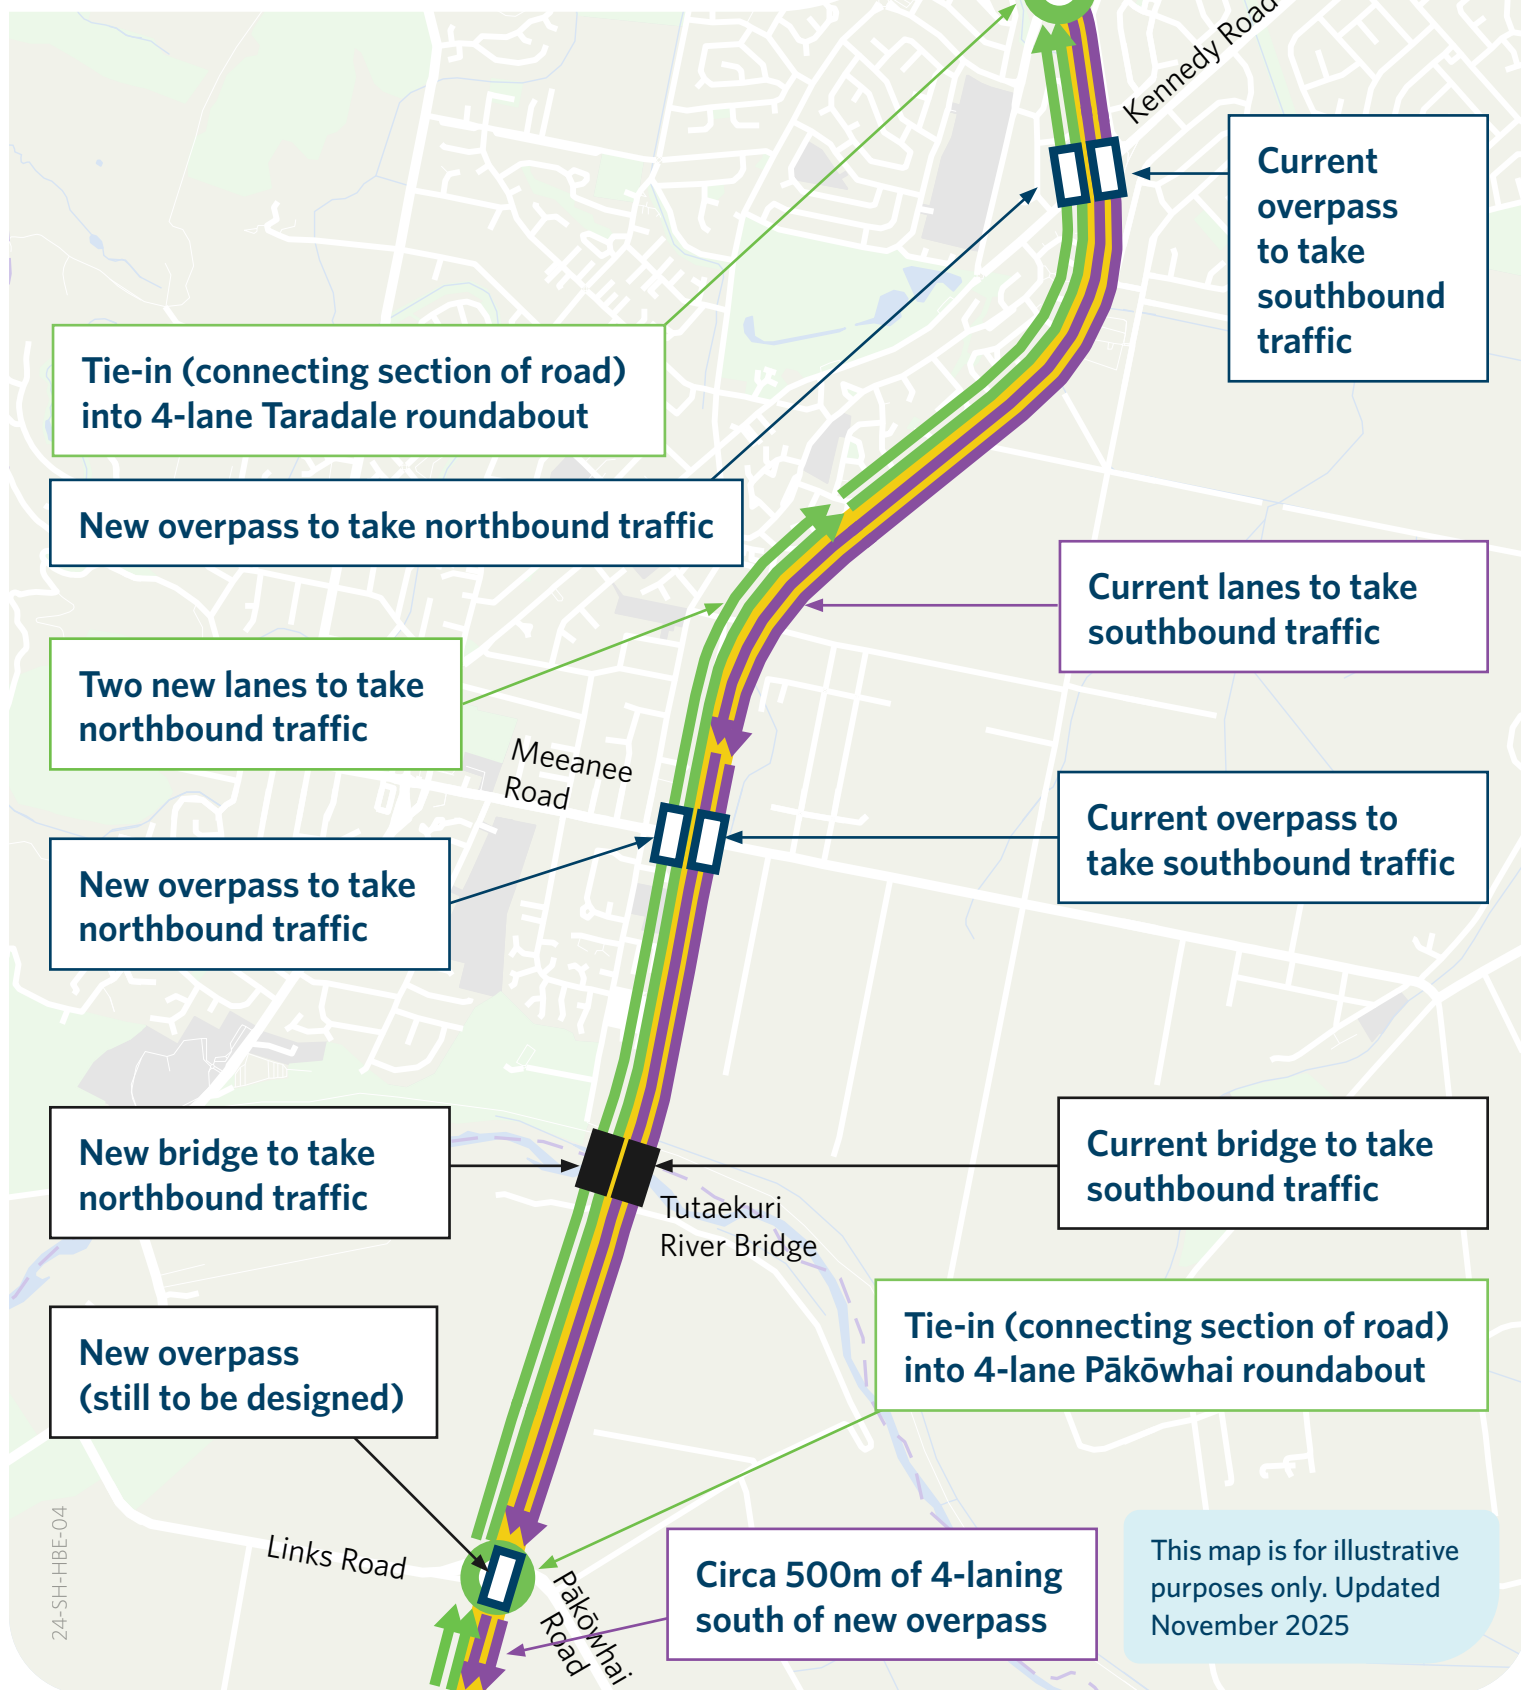 Kennedy Road
Current
overpass
to take
southbound
traffic
Tie-in (connecting section of road)
into 4-lane Taradale roundabout
New overpass to take northbound traffic
Current lanes to take
southbound traffic
Two new lanes to take
northbound traffic
Meeanee
Road
Current overpass to
take southbound traffic
New overpass to take
northbound traffic
New bridge to take
northbound traffic
Current bridge to take
southbound traffic
Tutaekuri
River Bridge
Tie-in (connecting section of road)
into 4-lane Pākōwhai roundabout
New overpass
(still to be designed)
Links Road
Pākōwhai
Road
Circa 500m of 4-laning
south of new overpass
This map is for illustrative
purposes only. Updated
November 2025
24-SH-HBE-04